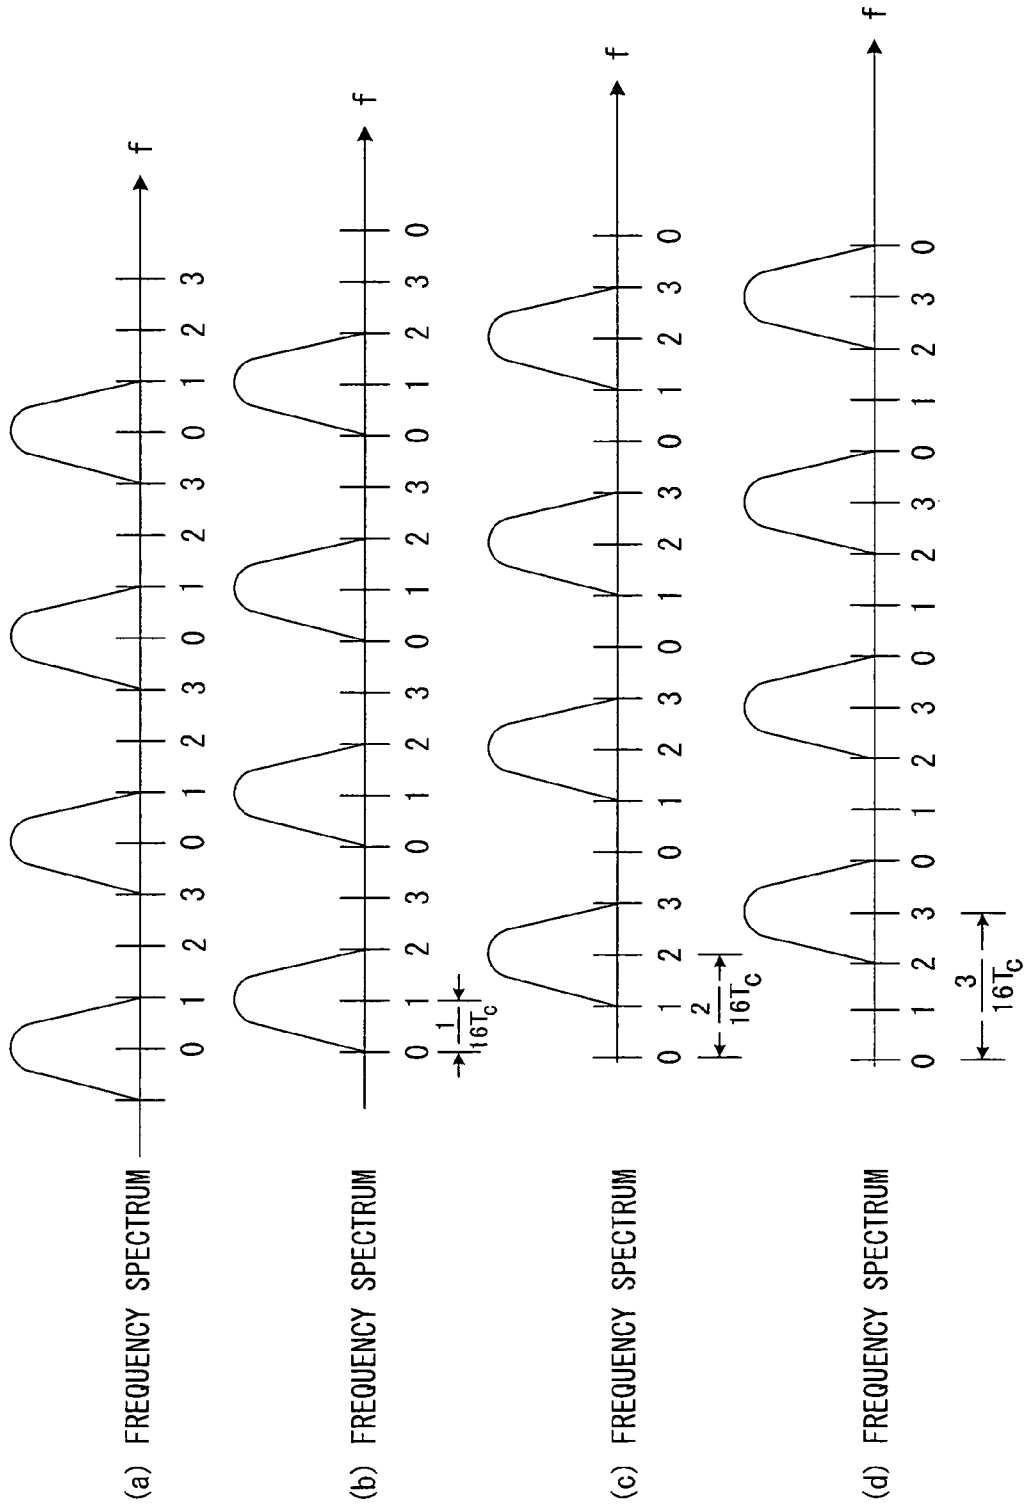 (a) FREQUENCY SPECTRUM
0 1 2 3 0 1 2 3 0 1 2 3 0 1 2 3
f
(b) FREQUENCY SPECTRUM
0 1 2 3 0 1 2 3 0 1 2 3 0 1 2 3 0
f
1
16Tc
(c) FREQUENCY SPECTRUM
0 1 2 3 0 1 2 3 0 1 2 3 0 1 2 3 0
f
2
16Tc
(d) FREQUENCY SPECTRUM
0 1 2 3 0 1 2 3 0 1 2 3 0 1 2 3 0
f
3
16Tc